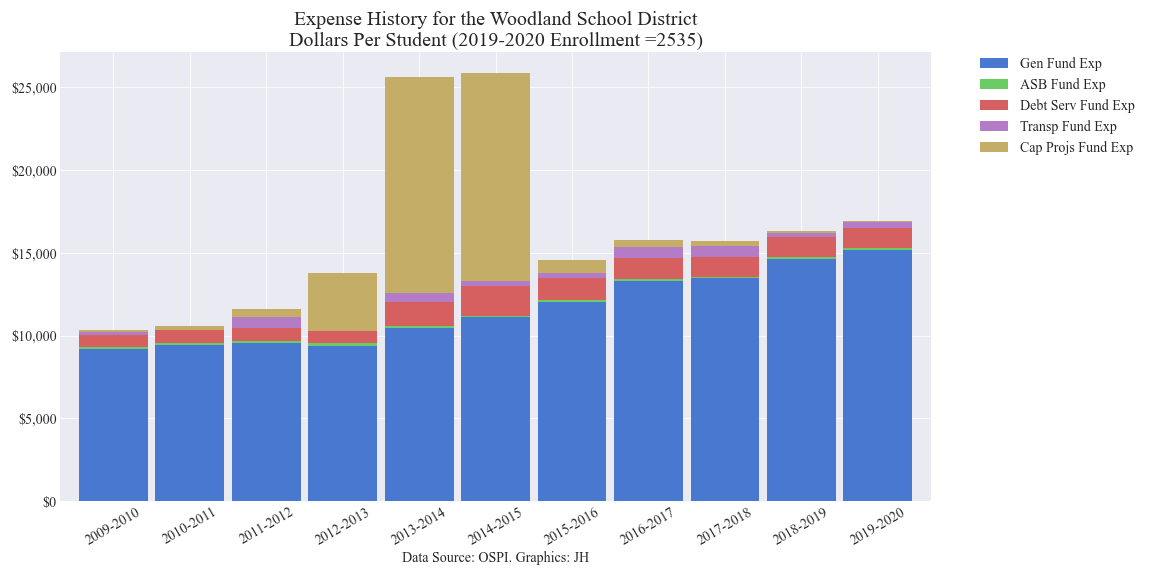 Expense History for the Woodland School District
Dollars Per Student (2019-2020 Enrollment =2535)
Gen Fund Exp
ASB Fund Exp
Debt Serv Fund Exp
Transp Fund Exp
Cap Projs Fund Exp
$25,000
$20,000
$15,000
$10,000
$5,000
$0
2009-2010
2010-2011
2011-2012
2012-2013
2013-2014
2014-2015
2015-2016
2016-2017
2017-2018
2018-2019
2019-2020
Data Source: OSPI. Graphics: JH